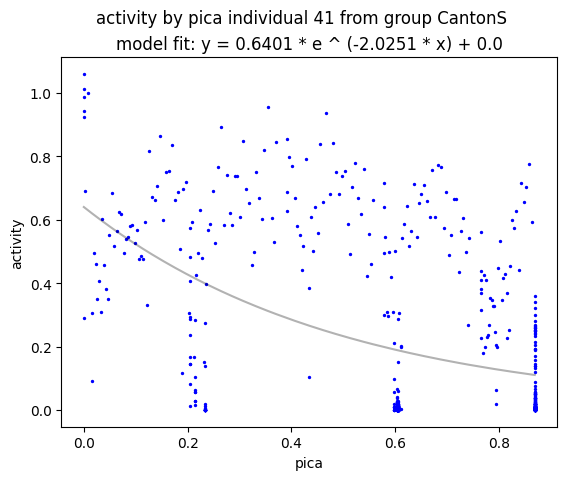 activity by pica individual 41 from group CantonS
model fit: y = 0.6401 * e ^ (-2.0251 * x) + 0.0
1.0
0.8
0.6
0.4
0.2
0.0
activity
0.0 0.2 0.4 0.6 0.8
pica